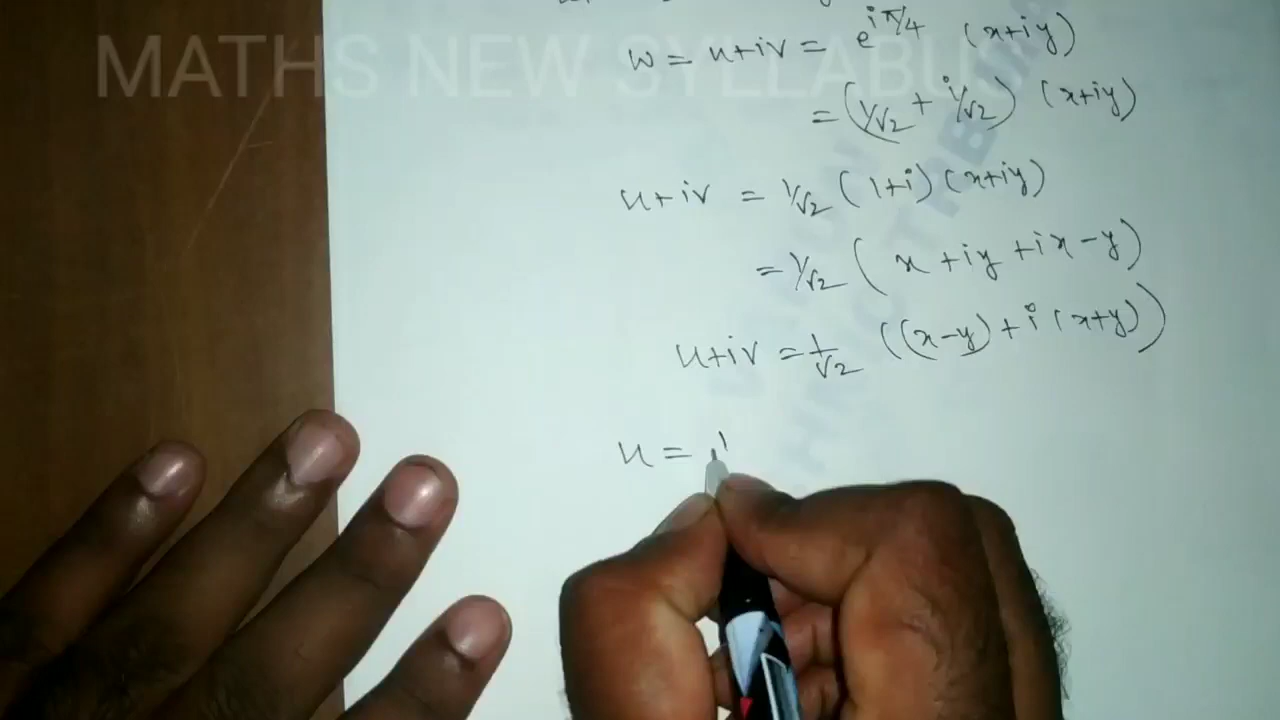 MATHS NEW SYLLABUS
w = u+iv = e^{iπ/4} (x+iy)
= (1/√2 + i/√2) (x+iy)
u+iv = 1/√2 (1+i) (x+iy)
= 1/√2 (x +iy +ix -y)
u+iv = 1/√2 ((x-y) + i (x+y))
u =